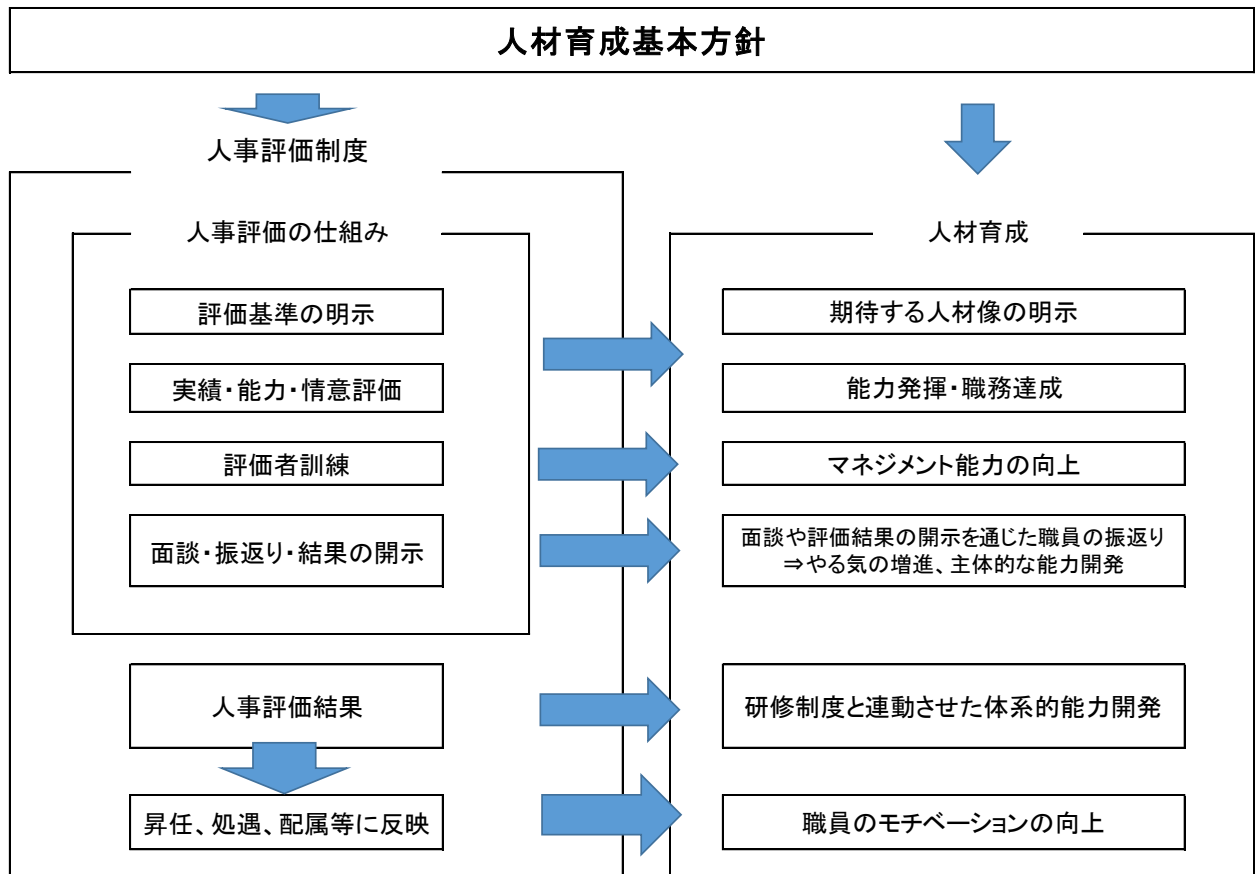 人材育成基本方針
人事評価制度
人事評価の仕組み
評価基準の明示
実績・能力・情意評価
評価者訓練
面談・振返り・結果の開示
人事評価結果
昇任、処遇、配属等に反映
人材育成
期待する人材像の明示
能力発揮・職務達成
マネジメント能力の向上
面談や評価結果の開示を通じた職員の振返り
⇒やる気の増進、主体的な能力開発
研修制度と連動させた体系的能力開発
職員のモチベーションの向上